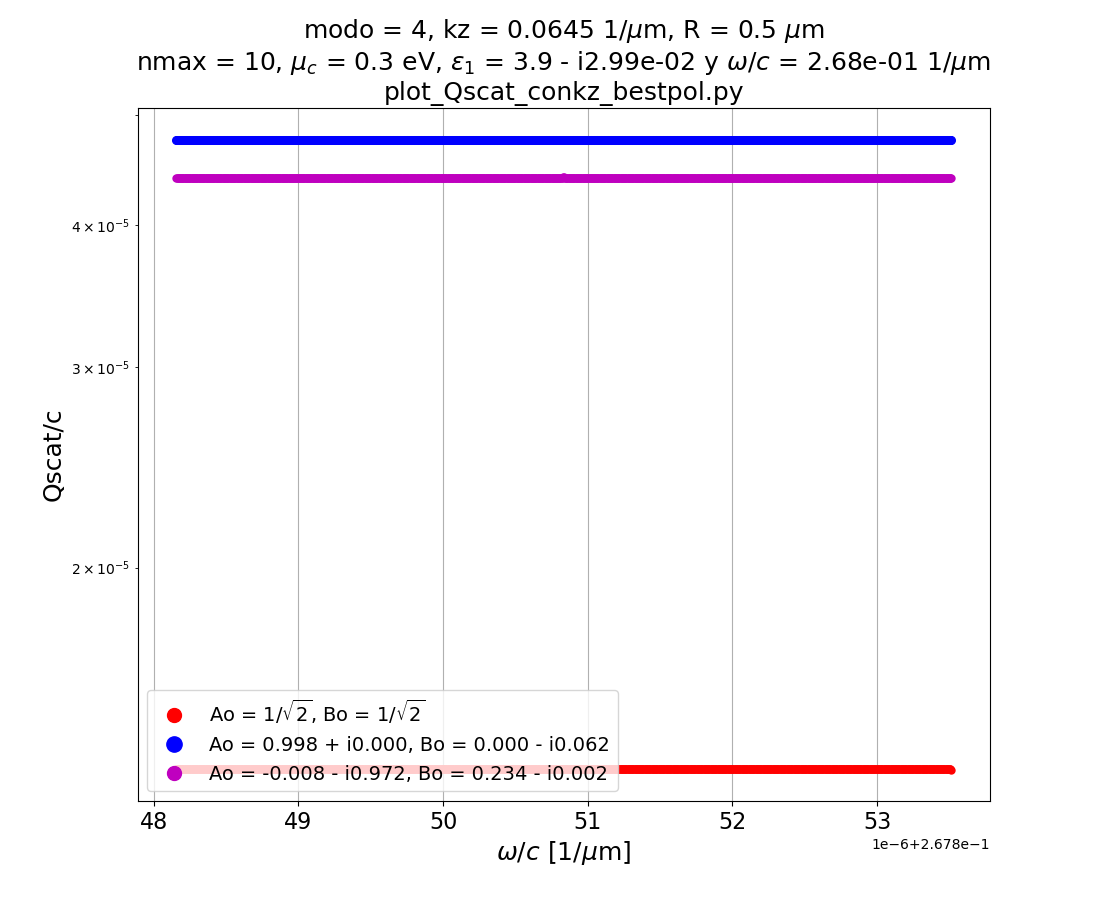 modo = 4, kz = 0.0645 1/μm, R = 0.5 μm
nmax = 10, μc = 0.3 eV, ε1 = 3.9 - i2.99e-02 y ω/c = 2.68e-01 1/μm
plot_Qscat_conkz_bestpol.py
4 × 10⁻⁵
3 × 10⁻⁵
2 × 10⁻⁵
Qscat/c
Ao = 1/√2, Bo = 1/√2
Ao = 0.998 + i0.000, Bo = 0.000 - i0.062
Ao = -0.008 - i0.972, Bo = 0.234 - i0.002
48 49 50 51 52 53
1e-6+2.678e-1
ω/c [1/μm]